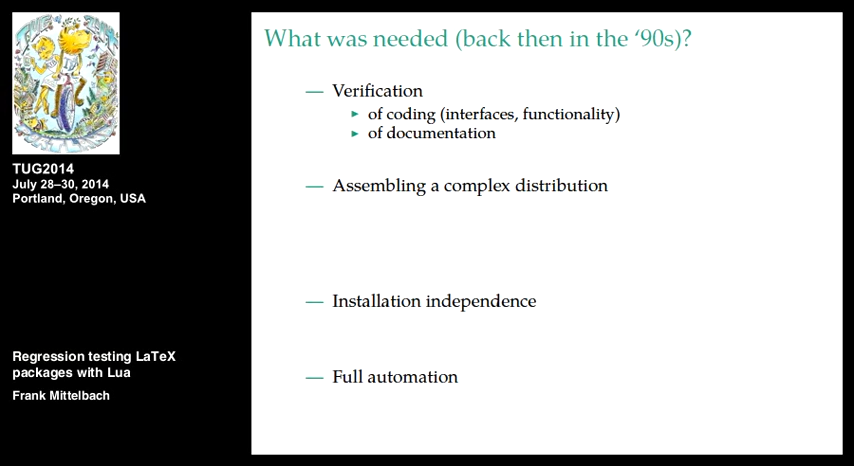 TUG2014
July 28–30, 2014
Portland, Oregon, USA
Regression testing LaTeX
packages with Lua
Frank Mittelbach
What was needed (back then in the ‘90s)?
— Verification
▸ of coding (interfaces, functionality)
▸ of documentation
— Assembling a complex distribution
— Installation independence
— Full automation